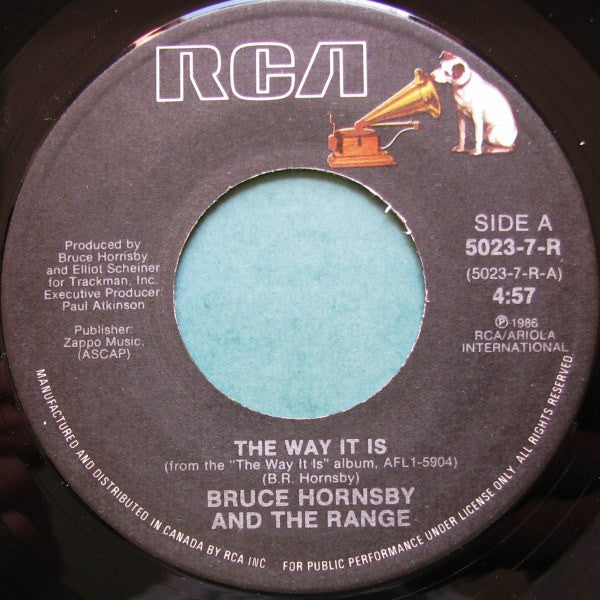 RCA
SIDE A
5023-7-R
(5023-7-R-A)
4:57
℗ 1986
RCA/ARIOLA
INTERNATIONAL
Produced by
Bruce Hornsby
and Elliot Scheiner
for Trackman, Inc.
Executive Producer:
Paul Atkinson
Publisher:
Zappo Music.
(ASCAP)
THE WAY IT IS
(from the "The Way It Is" album, AFL1-5904)
(B.R. Hornsby)
BRUCE HORNSBY
AND THE RANGE
MANUFACTURED AND DISTRIBUTED IN CANADA BY RCA INC. FOR PUBLIC PERFORMANCE UNDER LICENSE ONLY. ALL RIGHTS RESERVED